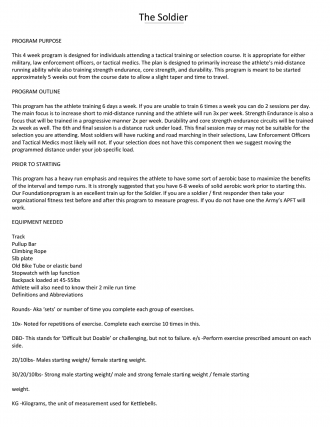 The Soldier
PROGRAM PURPOSE
This 4 week program is designed for individuals attending a tactical training or selection course. It is appropriate for either
military, law enforcement officers, or tactical medics. The plan is designed to primarily increase the athlete's mid-distance
running ability while also training strength endurance, core strength, and durability. This program is meant to be started
approximately 5 weeks out from the course date to allow a slight taper and time to travel.
PROGRAM OUTLINE
This program has the athlete training 6 days a week. If you are unable to train 6 times a week you can do 2 sessions per day.
The main focus is to increase short to mid-distance running and the athlete will run 3x per week. Strength Endurance is also a
focus that is trained in a progressive manner 2x per week. Durability and core strength endurance circuits will be trained
2x week as well. The 6th and final session is a distance ruck under load. This final session may or may not be suitable for the
selection you are attending. Most soldiers will have rucking and road marching in their selections, Law Enforcement Officers
and Tactical Medics most likely will not. If your selection does not have this component then we suggest moving the
programmed distance under your job specific load.
PRIOR TO STARTING
This program has a heavy run emphasis and requires the athlete to have some sort of aerobic base to maximize the benefits
of the interval and tempo runs. It is strongly suggested that you have 6-8 weeks of solid aerobic work prior to starting this.
Our Foundationprogram is an excellent train up for the Soldier. If you are a soldier / first responder then take your
organizational fitness test before and after this program to measure progress. If you do not have one the Army's APFT will
work.
EQUIPMENT NEEDED
Track
Pullup Bar
Climbing Rope
5lb plate
Old Bike Tube or elastic band
Stopwatch with lap function
Backpack loaded at 45-55lbs
Athlete will also need to know their 2 mile run time
Definitions and Abbreviations
Rounds- Aka 'sets' or number of time you complete each group of exercises.
10x- Noted for repetitions of exercise. Complete each exercise 10 times in this.
DBD- This stands for 'Difficult but Doable' or challenging, but not to failure. e/s -Perform exercise prescribed amount on each
side.
20/10lbs- Males starting weight/ female starting weight.
30/20/10lbs- Strong male starting weight/ male and strong female starting weight / female starting
weight.
KG -Kilograms, the unit of measurement used for Kettlebells.